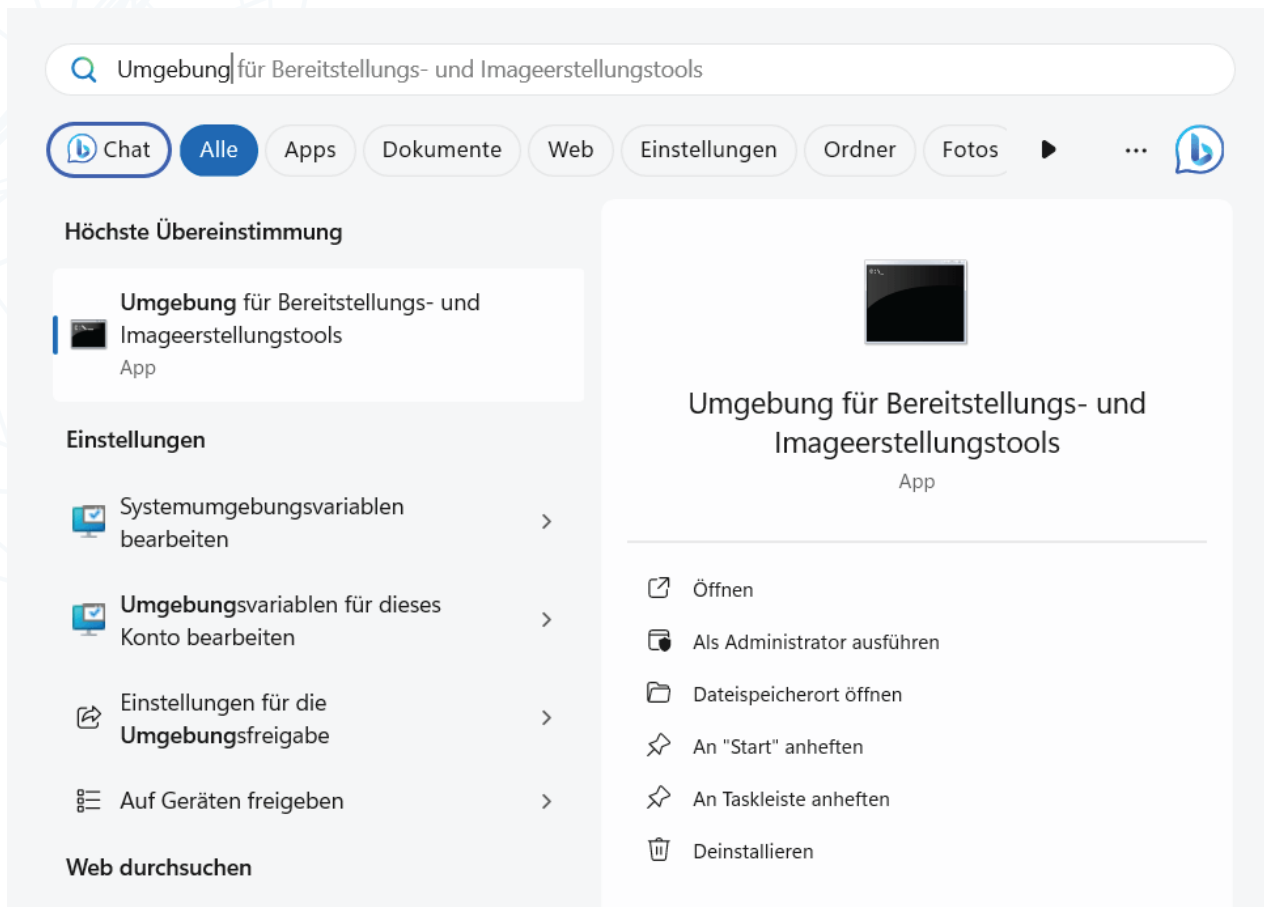 Umgebung für Bereitstellungs- und Imageerstellungstools
Chat
Alle
Apps
Dokumente
Web
Einstellungen
Ordner
Fotos
Höchste Übereinstimmung
Umgebung für Bereitstellungs- und
Imageerstellungstools
App
Einstellungen
Systemumgebungsvariablen
bearbeiten
Umgebungsvariablen für dieses
Konto bearbeiten
Einstellungen für die
Umgebungsfreigabe
Auf Geräten freigeben
Web durchsuchen
Umgebung für Bereitstellungs- und
Imageerstellungstools
App
Öffnen
Als Administrator ausführen
Dateispeicherort öffnen
An "Start" anheften
An Taskleiste anheften
Deinstallieren